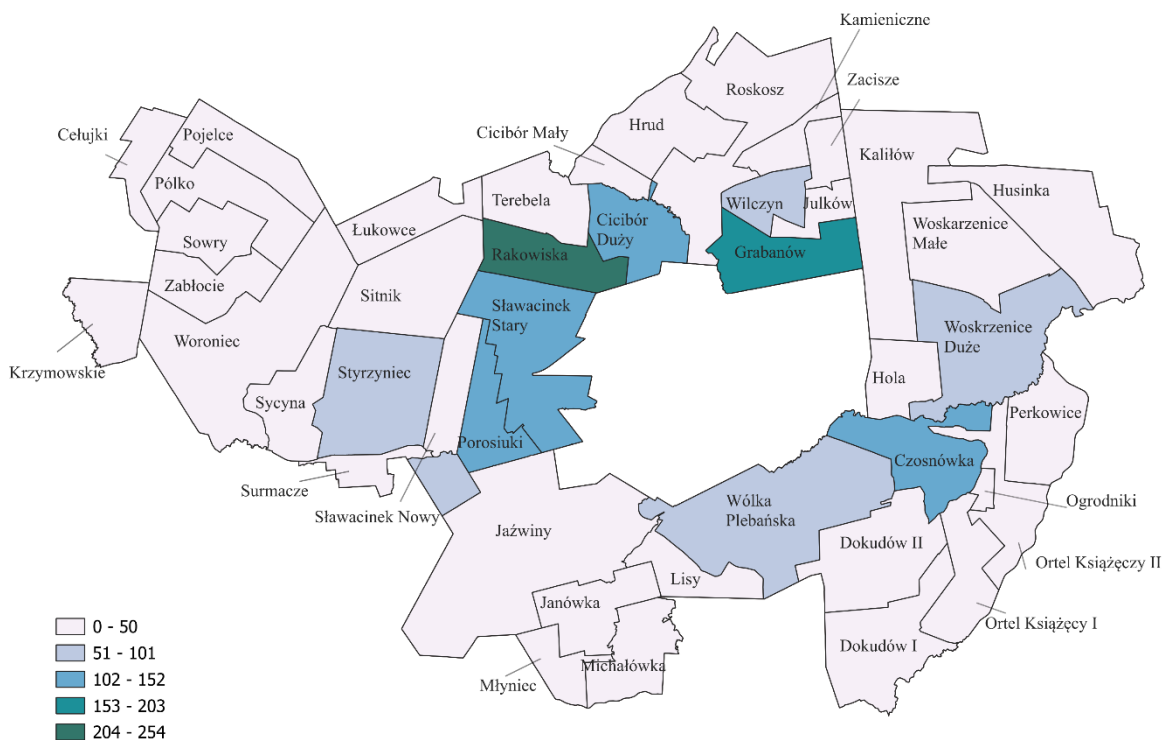 Kamieniczne
Zacisze
Roskosz
Hrud
Cicibór Mały
Kaliłów
Cełujki
Pojelce
Półko
Husinka
Terebela
Wilczyn
Julków
Łukowce
Cicibór
Duży
Woskarzenice
Małe
Sowry
Rakowiska
Grabanów
Zabłocie
Sitnik
Sławacinek
Stary
Woskrzenice
Duże
Woroniec
Krzymowskie
Styrzyniec
Hola
Sycyna
Perkowice
Porosiuki
Czosnówka
Surmacze
Sławacinek Nowy
Wólka
Plebańska
Ogrodniki
Jaźwiny
Dokudów II
Ortel Książęczy II
Lisy
Janówka
Ortel Książęcy I
Dokudów I
Michałówka
Młyniec
0 - 50
51 - 101
102 - 152
153 - 203
204 - 254